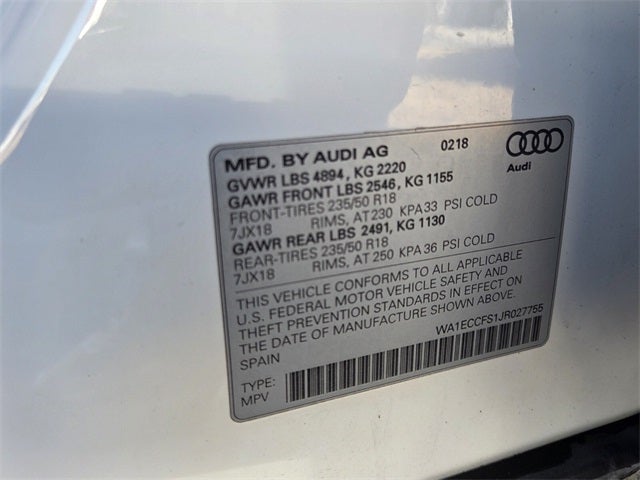 MFD. BY AUDI AG 0218
GVWR LBS 4894, KG 2220
GAWR FRONT LBS 2546, KG 1155
FRONT-TIRES 235/50 R18
7JX18 RIMS, AT 230 KPA33 PSI COLD
GAWR REAR LBS 2491, KG 1130
REAR-TIRES 235/50 R18
7JX18 RIMS, AT 250 KPA 36 PSI COLD
Audi
THIS VEHICLE CONFORMS TO ALL APPLICABLE
U.S. FEDERAL MOTOR VEHICLE SAFETY AND
THEFT PREVENTION STANDARDS IN EFFECT ON
THE DATE OF MANUFACTURE SHOWN ABOVE.
SPAIN WA1ECCFS1JR027755
TYPE:
MPV